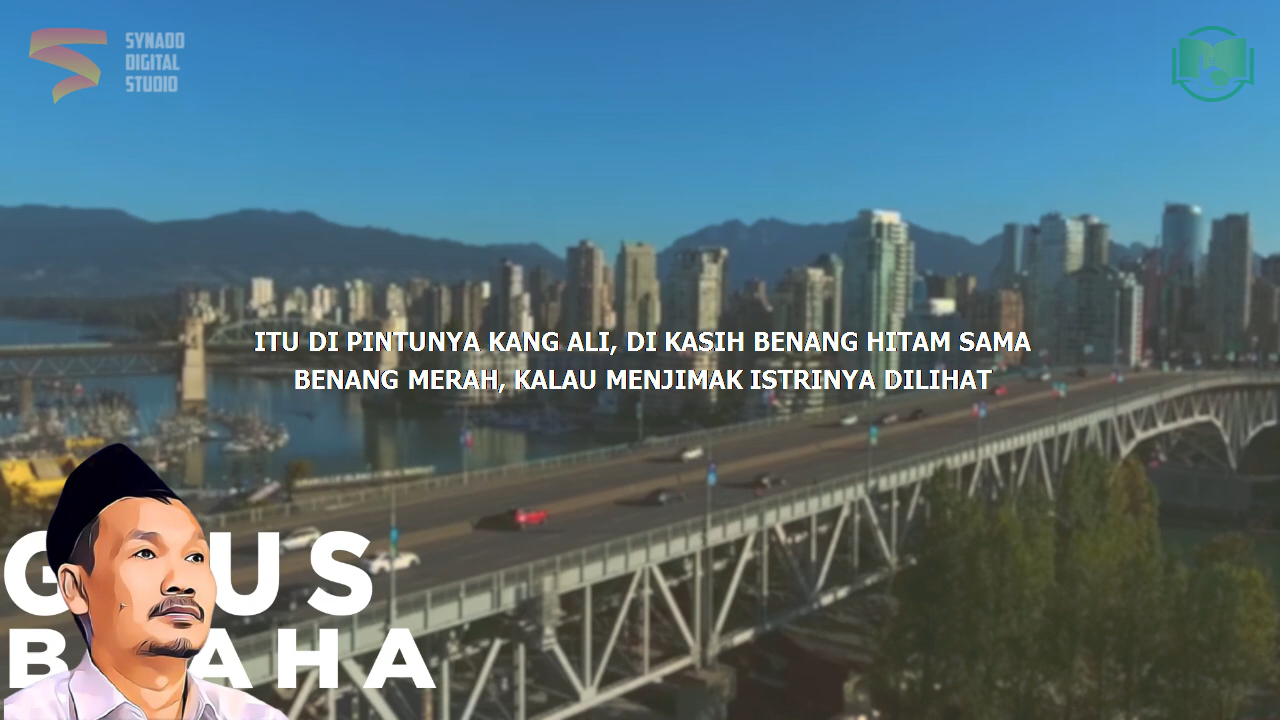 SYNADO
DIGITAL
STUDIO
ITU DI PINTUNYA KANG ALI, DI KASIH BENANG HITAM SAMA
BENANG MERAH, KALAU MENJIMAK ISTRINYA DILIHAT